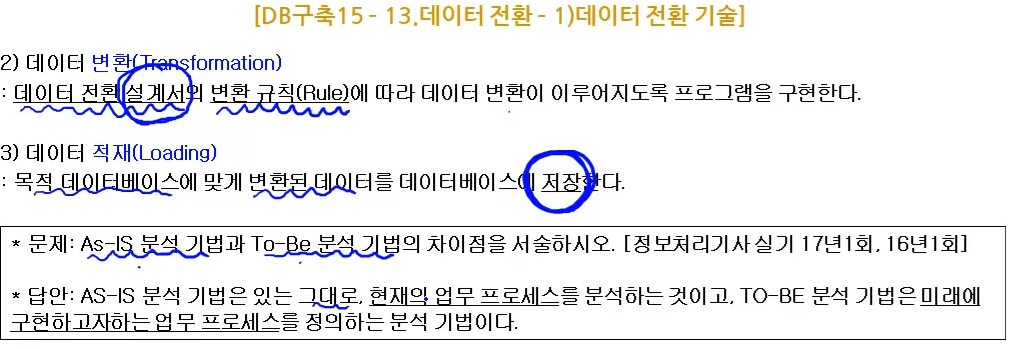 [DB구축15 - 13.데이터 전환 - 1)데이터 전환 기술]
2) 데이터 변환(Transformation)
: 데이터 전환 설계서의 변환 규칙(Rule)에 따라 데이터 변환이 이루어지도록 프로그램을 구현한다.
3) 데이터 적재(Loading)
: 목적 데이터베이스에 맞게 변환된 데이터를 데이터베이스에 저장한다.
* 문제: As-IS 분석 기법과 To-Be 분석 기법의 차이점을 서술하시오. [정보처리기사 실기 17년1회, 16년1회]
* 답안: AS-IS 분석 기법은 있는 그대로, 현재의 업무 프로세스를 분석하는 것이고, TO-BE 분석 기법은 미래에
구현하고자하는 업무 프로세스를 정의하는 분석 기법이다.